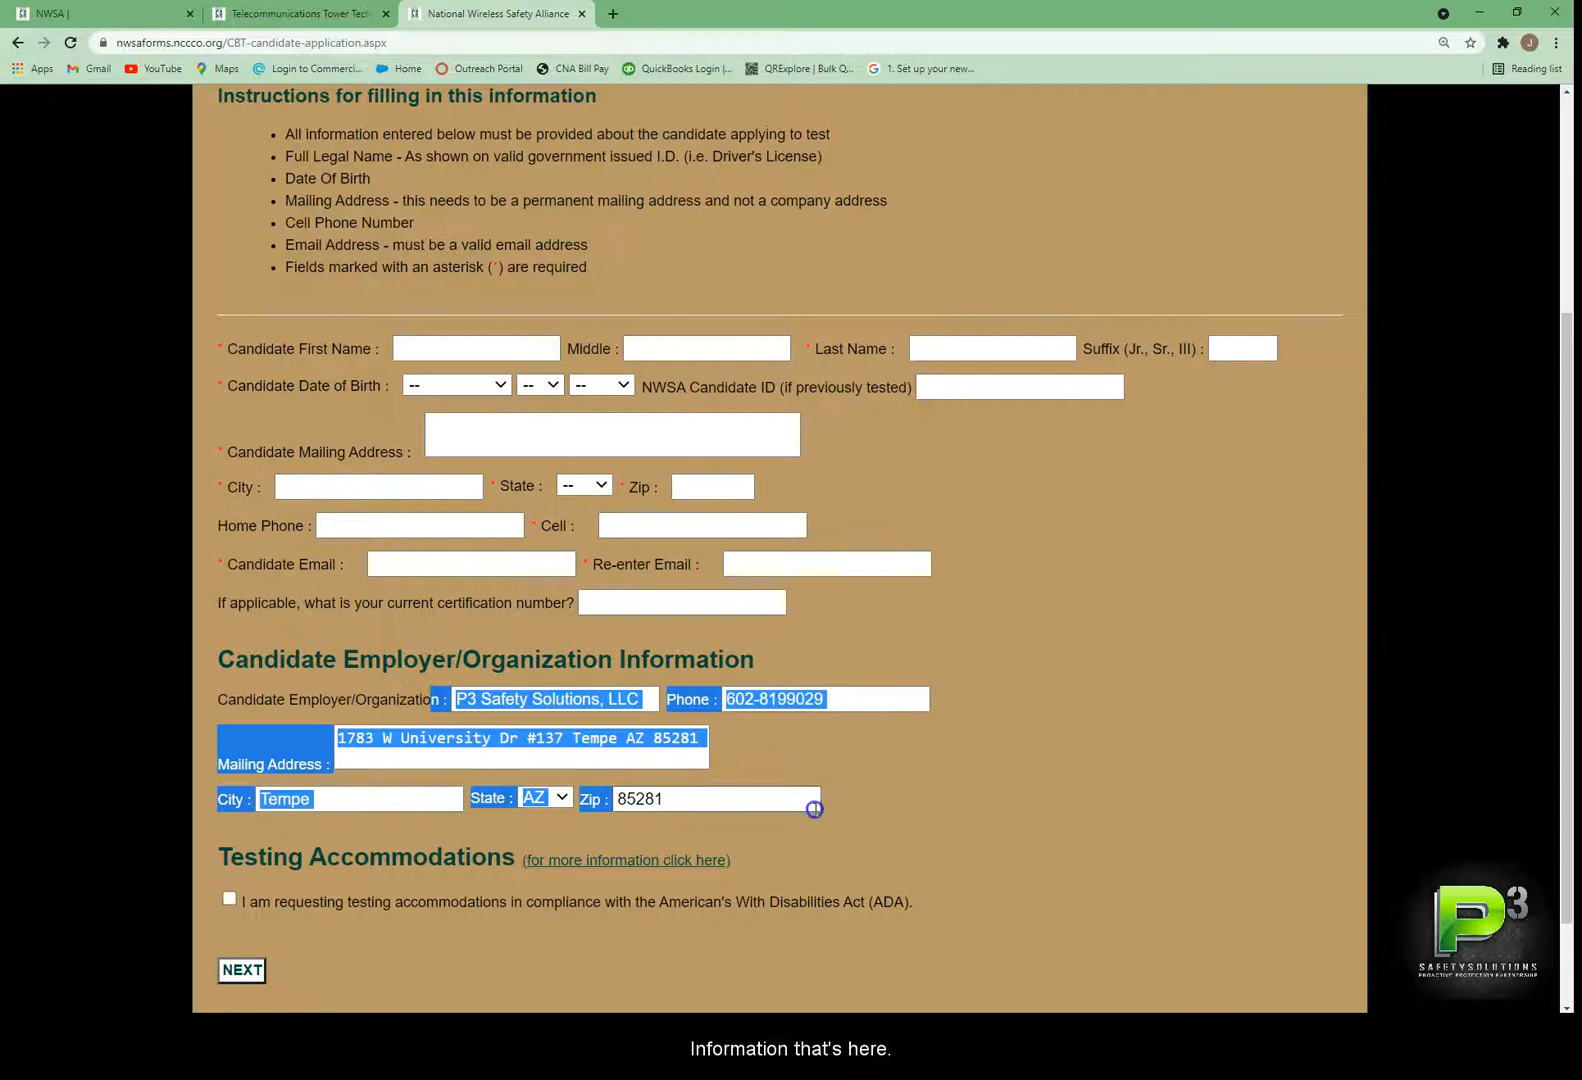 NWSA |
Telecommunications Tower Tech
National Wireless Safety Alliance
nwsaforms.nccco.org/CBT-candidate-application.aspx
Apps Gmail YouTube Maps Login to Commerci... Home Outreach Portal CNA Bill Pay QuickBooks Login |... QRExplore | Bulk Q... 1. Set up your new... Reading list
Instructions for filling in this information
• All information entered below must be provided about the candidate applying to test
• Full Legal Name - As shown on valid government issued I.D. (i.e. Driver's License)
• Date Of Birth
• Mailing Address - this needs to be a permanent mailing address and not a company address
• Cell Phone Number
• Email Address - must be a valid email address
• Fields marked with an asterisk (*) are required
* Candidate First Name : Middle : * Last Name : Suffix (Jr., Sr., III) :
* Candidate Date of Birth : -- -- -- NWSA Candidate ID (if previously tested)
* Candidate Mailing Address :
* City : * State : -- * Zip :
Home Phone : * Cell :
* Candidate Email : * Re-enter Email :
If applicable, what is your current certification number?
Candidate Employer/Organization Information
Candidate Employer/Organization : P3 Safety Solutions, LLC Phone : 602-8199029
1783 W University Dr #137 Tempe AZ 85281
Mailing Address :
City : Tempe State : AZ Zip : 85281
Testing Accommodations (for more information click here)
I am requesting testing accommodations in compliance with the American's With Disabilities Act (ADA).
NEXT
P3
SAFETYSOLUTIONS
PROACTIVE PROTECTION PARTNERSHIP
Information that's here.